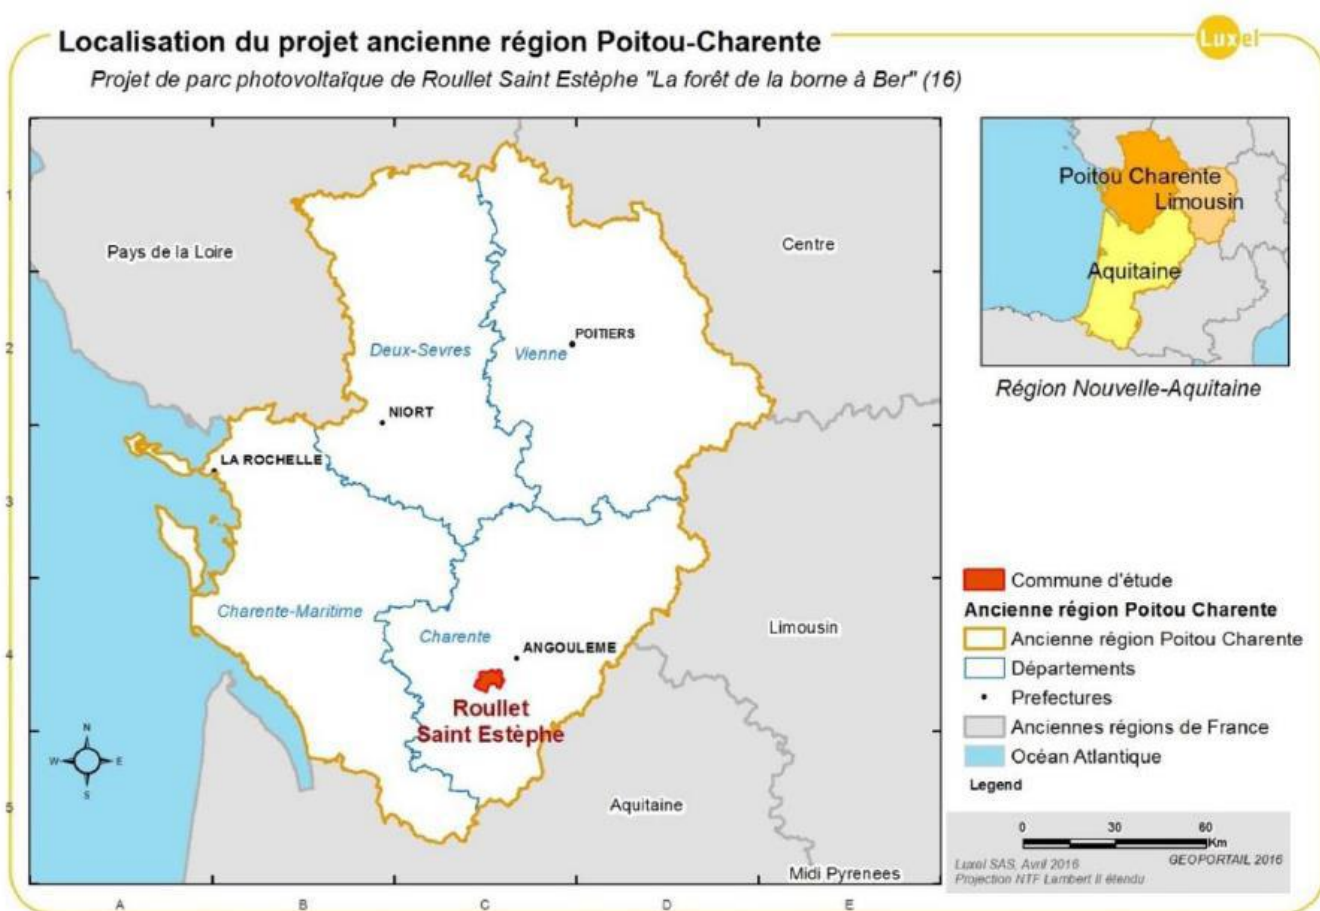 Localisation du projet ancienne région Poitou-Charente
Luxel
Projet de parc photovoltaïque de Roullet Saint Estèphe "La forêt de la borne à Ber" (16)
1
2
3
4
5
Pays de la Loire
Centre
Deux-Sevres
Vienne
POITIERS
NIORT
LA ROCHELLE
Charente-Maritime
Charente
ANGOULEME
Limousin
Roullet
Saint Estèphe
N
W
E
S
Aquitaine
Midi Pyrenees
A
B
C
D
E
Poitou Charente
Limousin
Aquitaine
Région Nouvelle-Aquitaine
Commune d'étude
Ancienne région Poitou Charente
Ancienne région Poitou Charente
Départements
Prefectures
Anciennes régions de France
Océan Atlantique
Legend
0 30 60
Km
GEOPORTAIL 2016
Luxel SAS, Avril 2016
Projection NTF Lambert II étendu